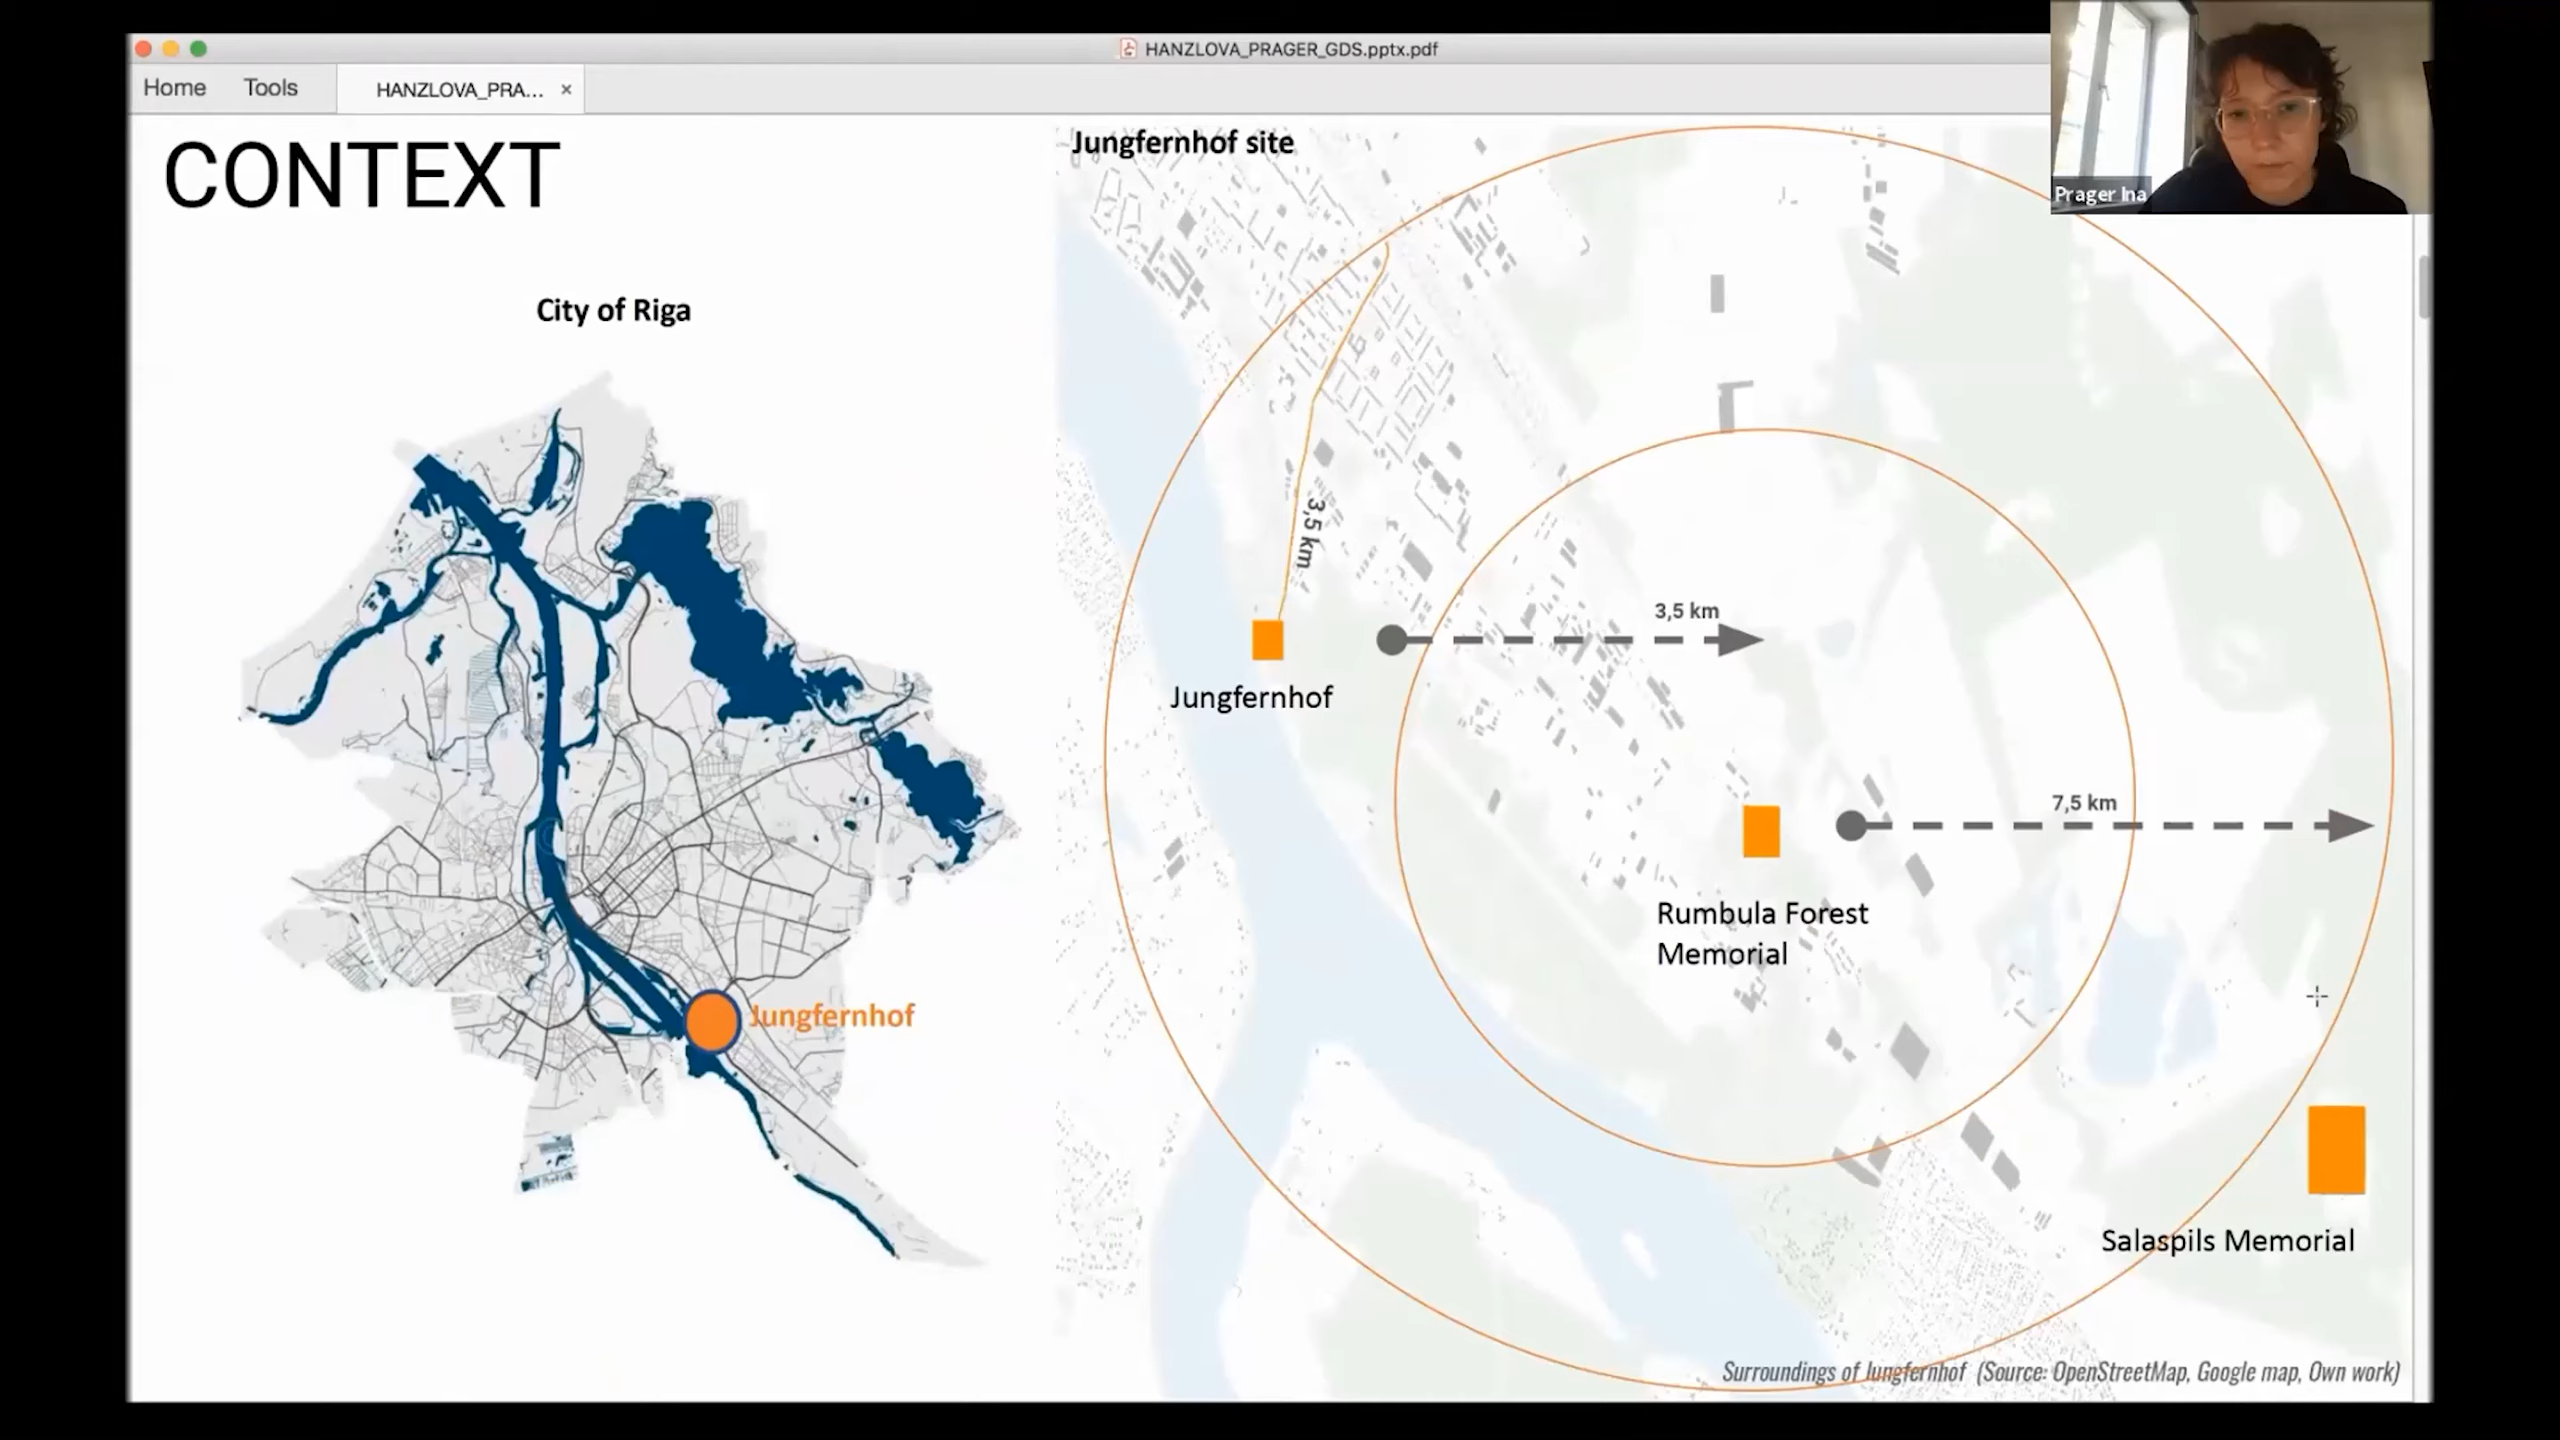 HANZLOVA_PRAGER_GDS.pptx.pdf
Home
Tools
HANZLOVA_PRA...
×
Prager Ina
CONTEXT
City of Riga
Jungfernhof
Jungfernhof site
3,5 km
3,5 km
Jungfernhof
7,5 km
Rumbula Forest
Memorial
Salaspils Memorial
Surroundings of Jungfernhof (Source: OpenStreetMap, Google map, Own work)